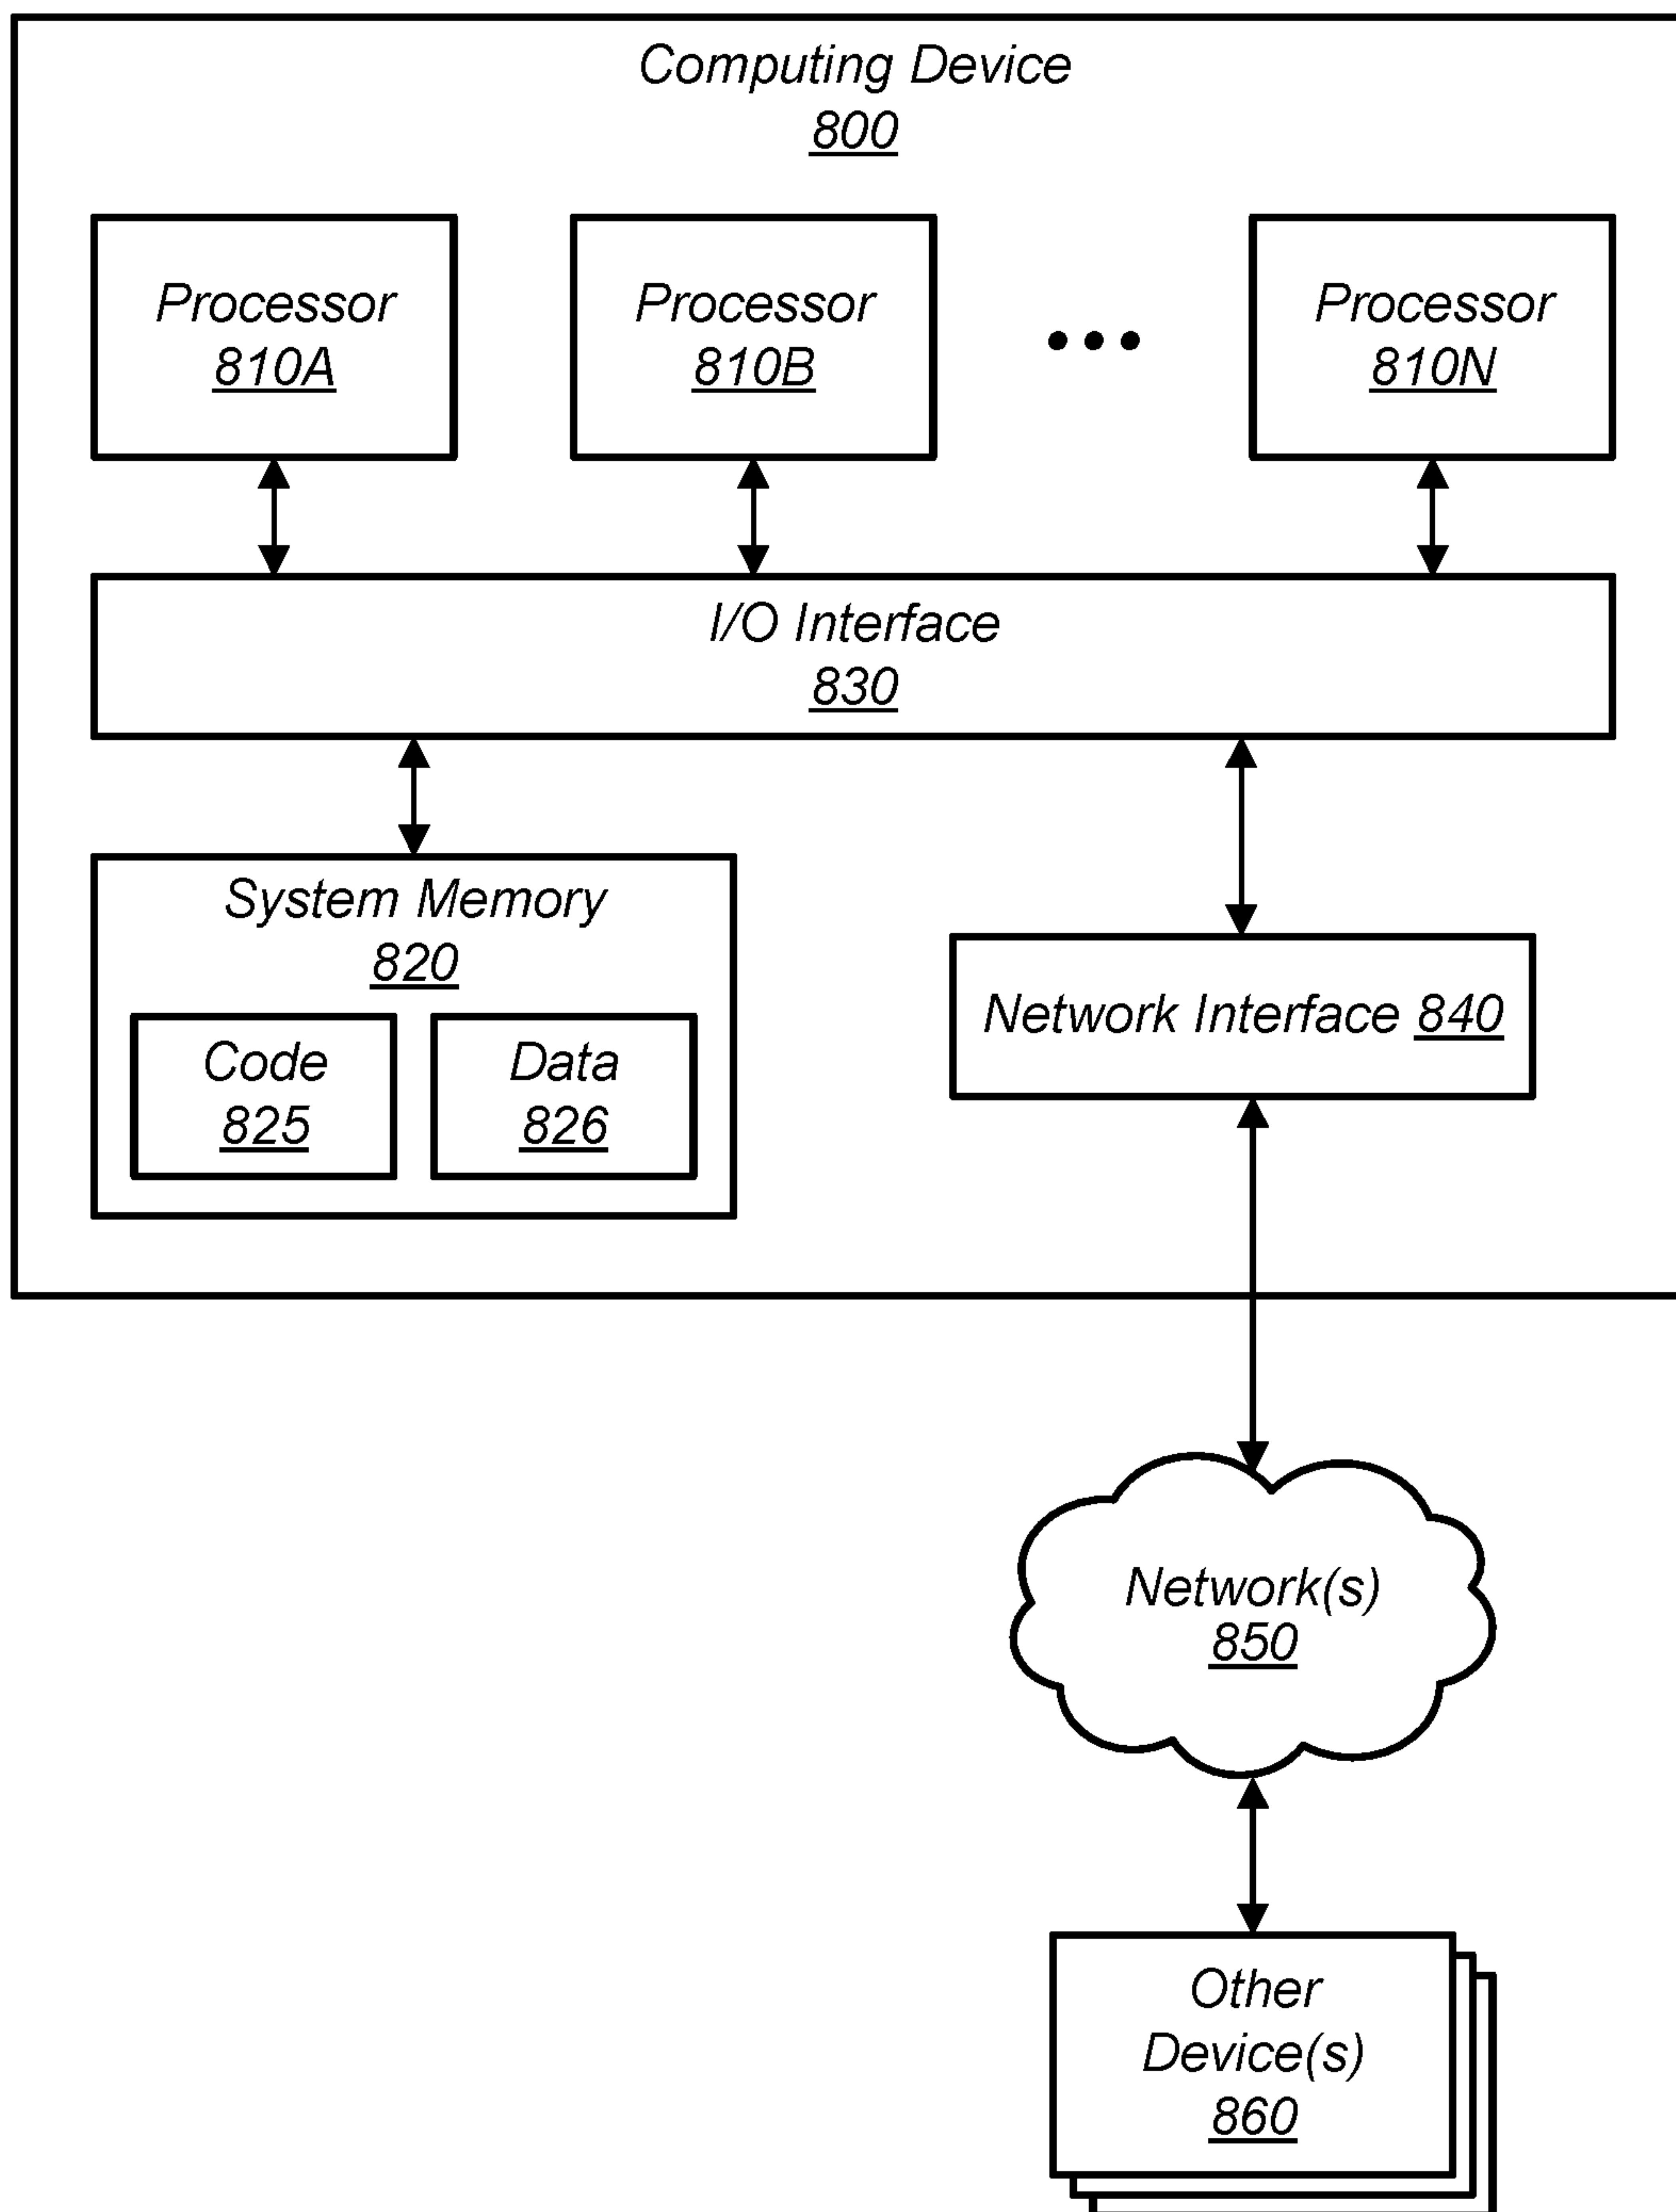 Computing Device
800
Processor
810A
Processor
810B
Processor
810N
I/O Interface
830
System Memory
820
Code
825
Data
826
Network Interface 840
Network(s)
850
Other
Device(s)
860